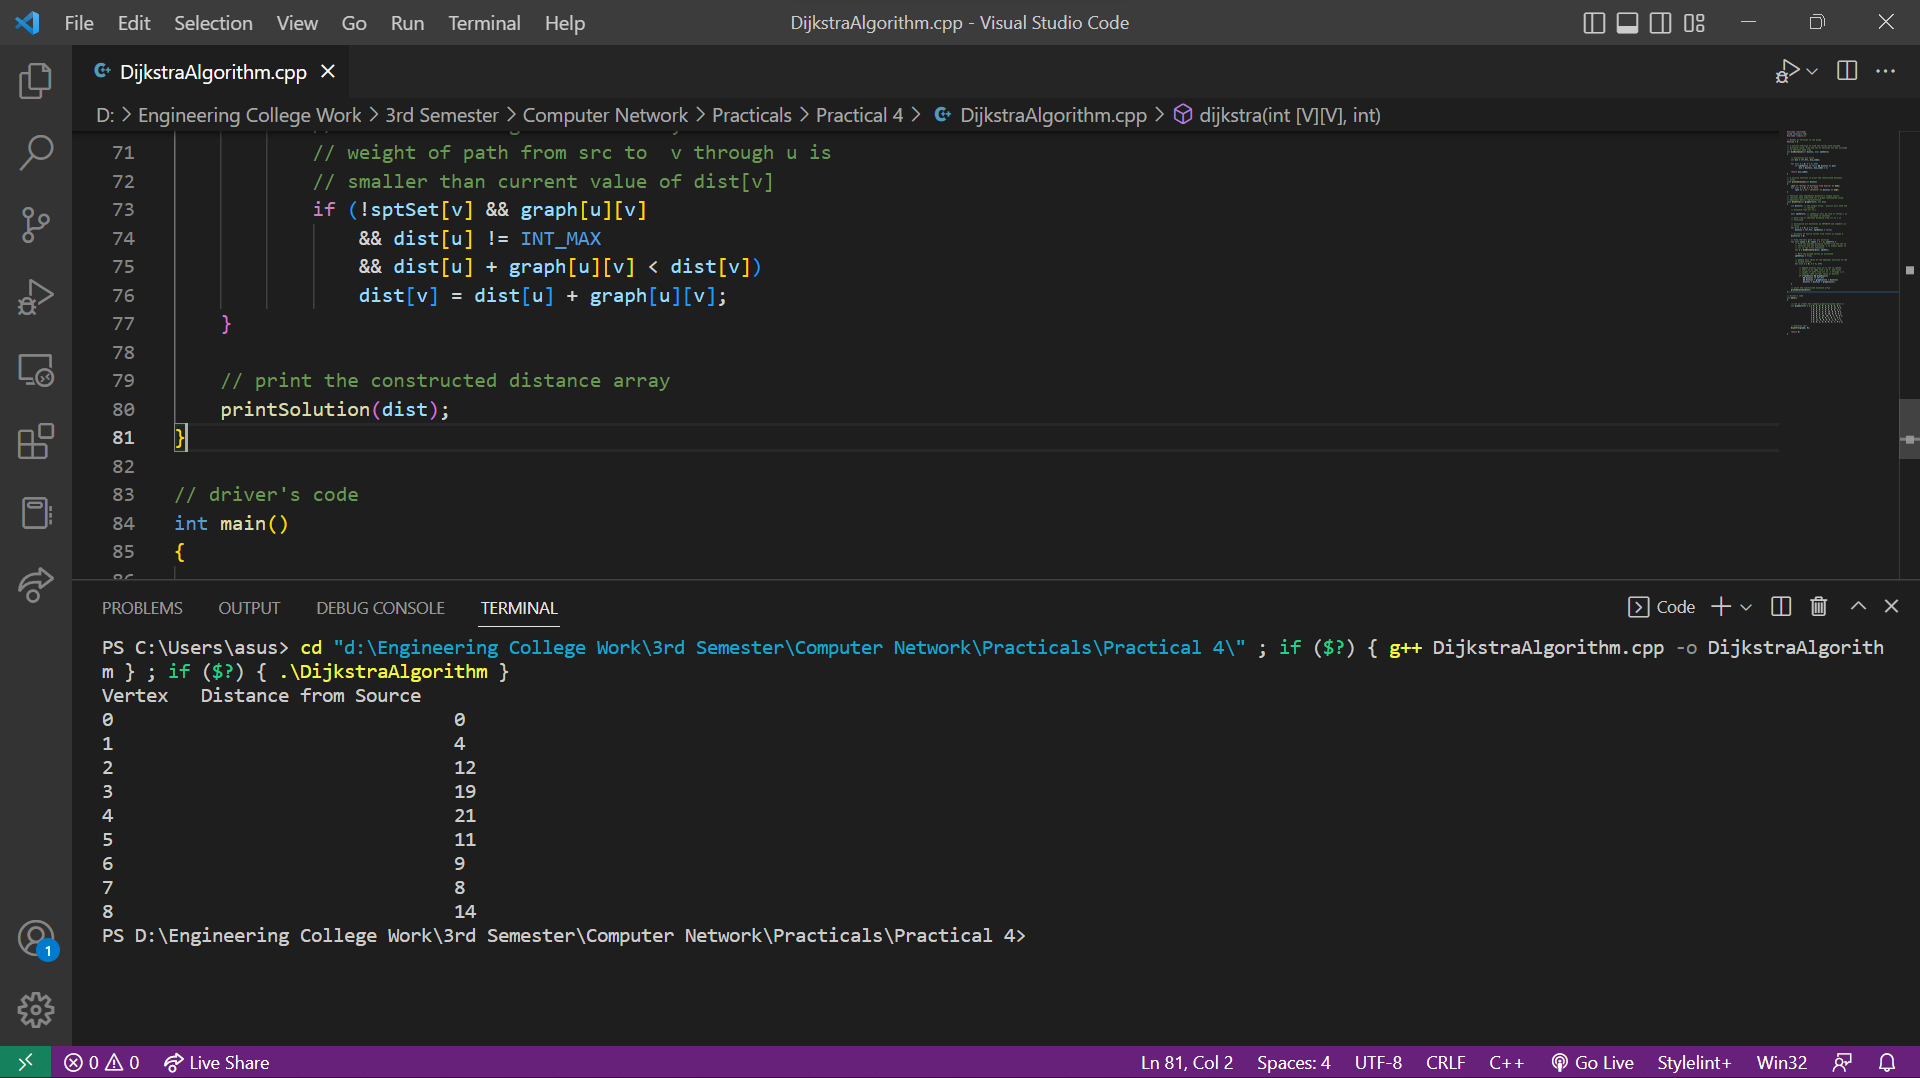 File Edit Selection View Go Run Terminal Help DijkstraAlgorithm.cpp - Visual Studio Code
DijkstraAlgorithm.cpp
D: > Engineering College Work > 3rd Semester > Computer Network > Practicals > Practical 4 > DijkstraAlgorithm.cpp > dijkstra(int [V][V], int)
71 // weight of path from src to  v through u is
72 // smaller than current value of dist[v]
73 if (!sptSet[v] && graph[u][v]
74 && dist[u] != INT_MAX
75 && dist[u] + graph[u][v] < dist[v])
76 dist[v] = dist[u] + graph[u][v];
77 }
78
79 // print the constructed distance array
80 printSolution(dist);
81 }
82
83 // driver's code
84 int main()
85 {
PROBLEMS OUTPUT DEBUG CONSOLE TERMINAL Code
PS C:\Users\asus> cd "d:\Engineering College Work\3rd Semester\Computer Network\Practicals\Practical 4\" ; if ($?) { g++ DijkstraAlgorithm.cpp -o DijkstraAlgorith
m } ; if ($?) { .\DijkstraAlgorithm }
Vertex   Distance from Source
0 0
1 4
2 12
3 19
4 21
5 11
6 9
7 8
8 14
PS D:\Engineering College Work\3rd Semester\Computer Network\Practicals\Practical 4>
1
0 0 Live Share Ln 81, Col 2 Spaces: 4 UTF-8 CRLF C++ Go Live Stylelint+ Win32